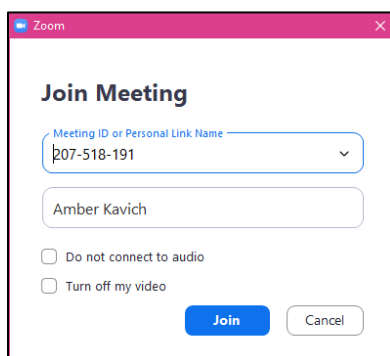 Zoom
Join Meeting
Meeting ID or Personal Link Name
207-518-191
Amber Kavich
Do not connect to audio
Turn off my video
Join Cancel